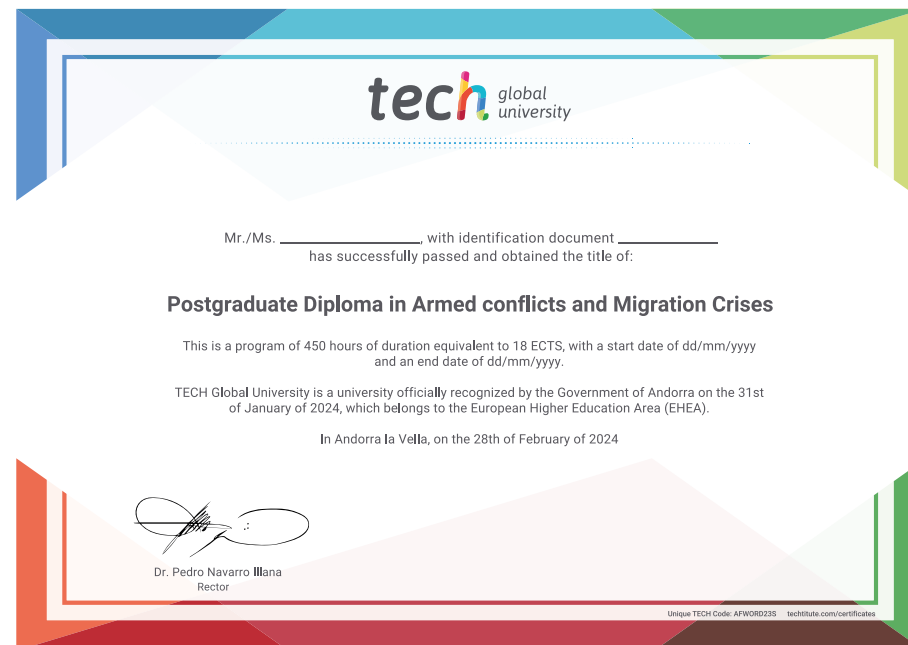 tech global university
Mr./Ms. ____________________, with identification document ______________
has successfully passed and obtained the title of:
Postgraduate Diploma in Armed conflicts and Migration Crises
This is a program of 450 hours of duration equivalent to 18 ECTS, with a start date of dd/mm/yyyy
and an end date of dd/mm/yyyy.
TECH Global University is a university officially recognized by the Government of Andorra on the 31st
of January of 2024, which belongs to the European Higher Education Area (EHEA).
In Andorra la Vella, on the 28th of February of 2024
Dr. Pedro Navarro Illana
Rector
Unique TECH Code: AFWORD23S techtitute.com/certificates